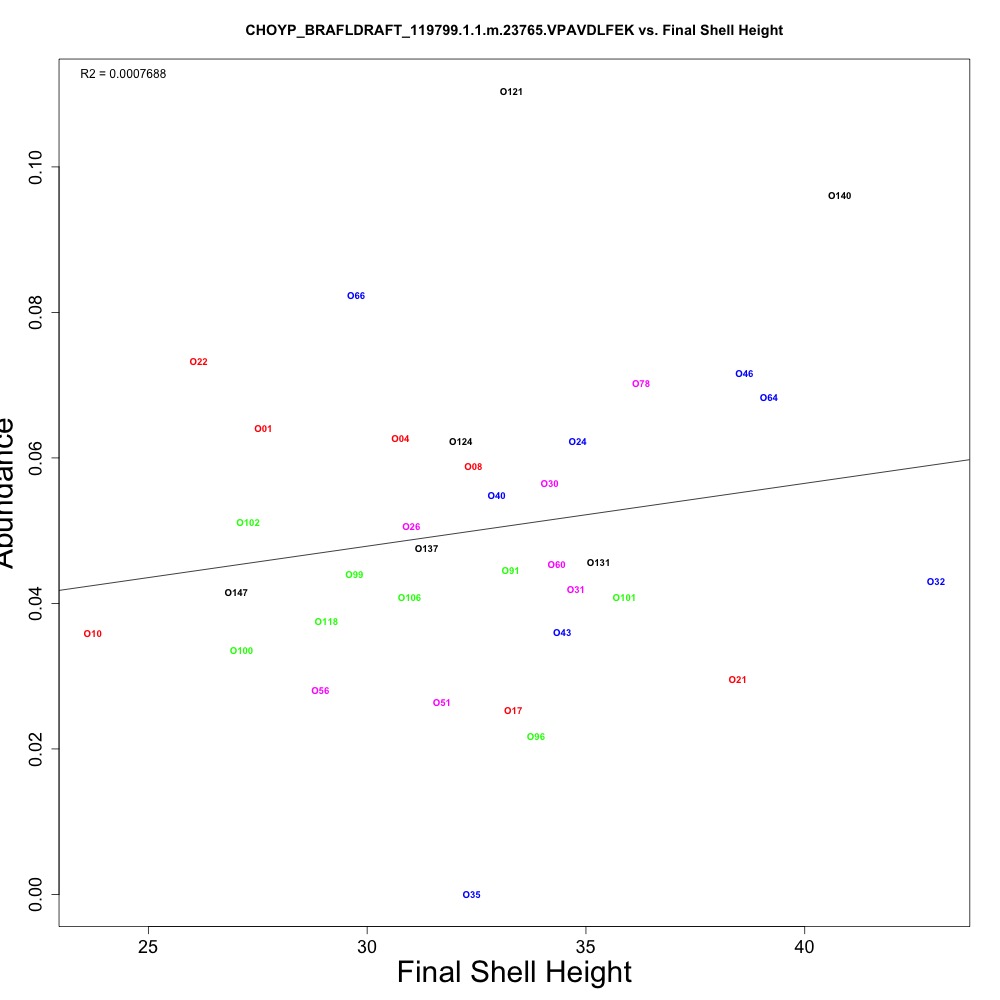 CHOYP_BRAFLDRAFT_119799.1.1.m.23765.VPAVDLFEK vs. Final Shell Height
R2 = 0.0007688
O121
O140
O66
O22
O46
O78
O64
O01
O04
O124
O24
O08
O30
O40
O102
O26
O137
O131
O60
O91
O99
O32
O31
O147
O106
O101
O118
O43
O10
O100
O21
O56
O51
O17
O96
O35
0.10
0.08
0.06
0.04
0.02
0.00
Abundance
25 30 35 40
Final Shell Height